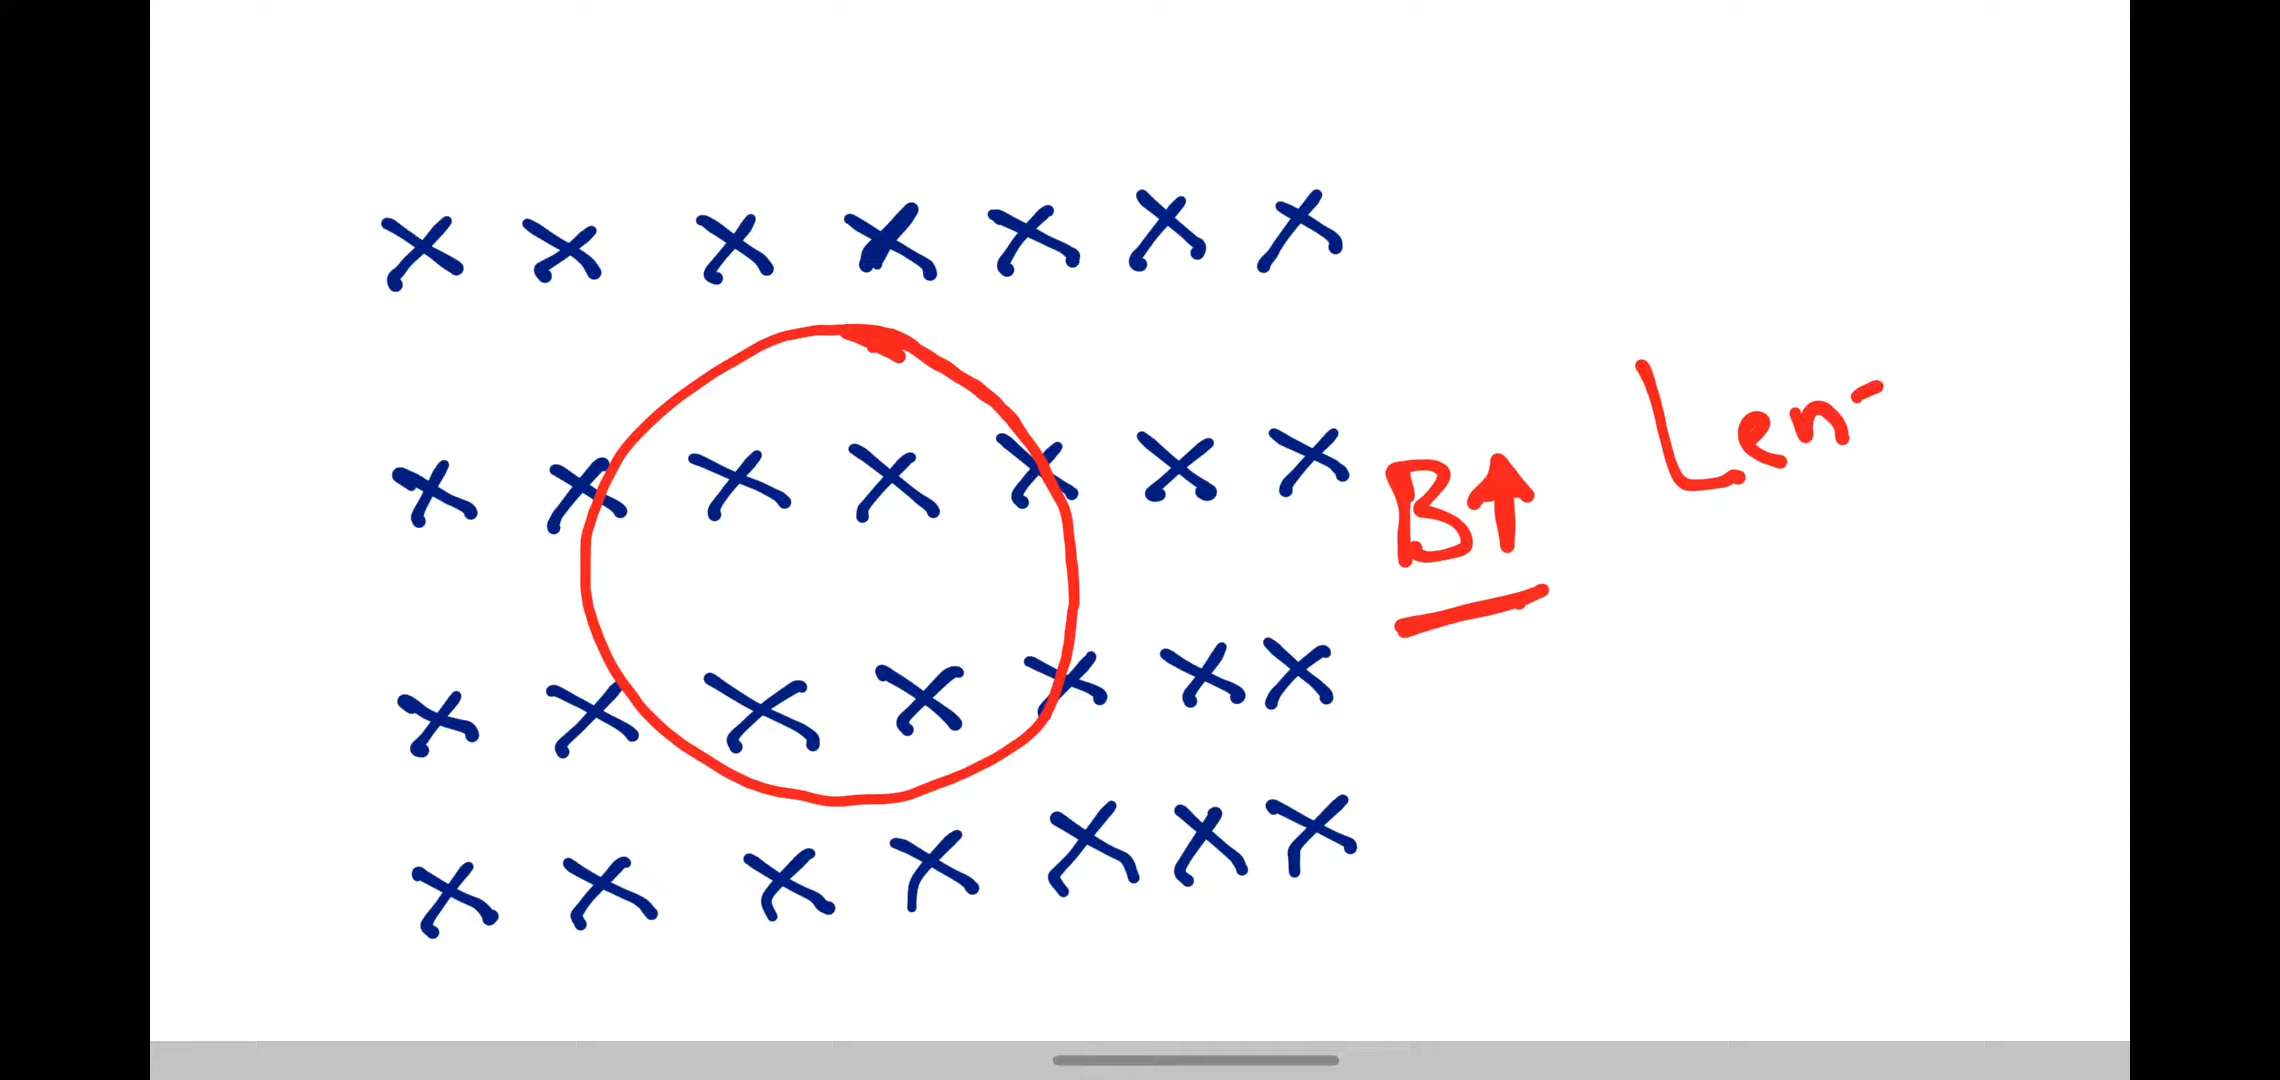 × × × × × × ×
× × × × × × ×
B↑
Len-
× × × × × × ×
× × × × × × ×